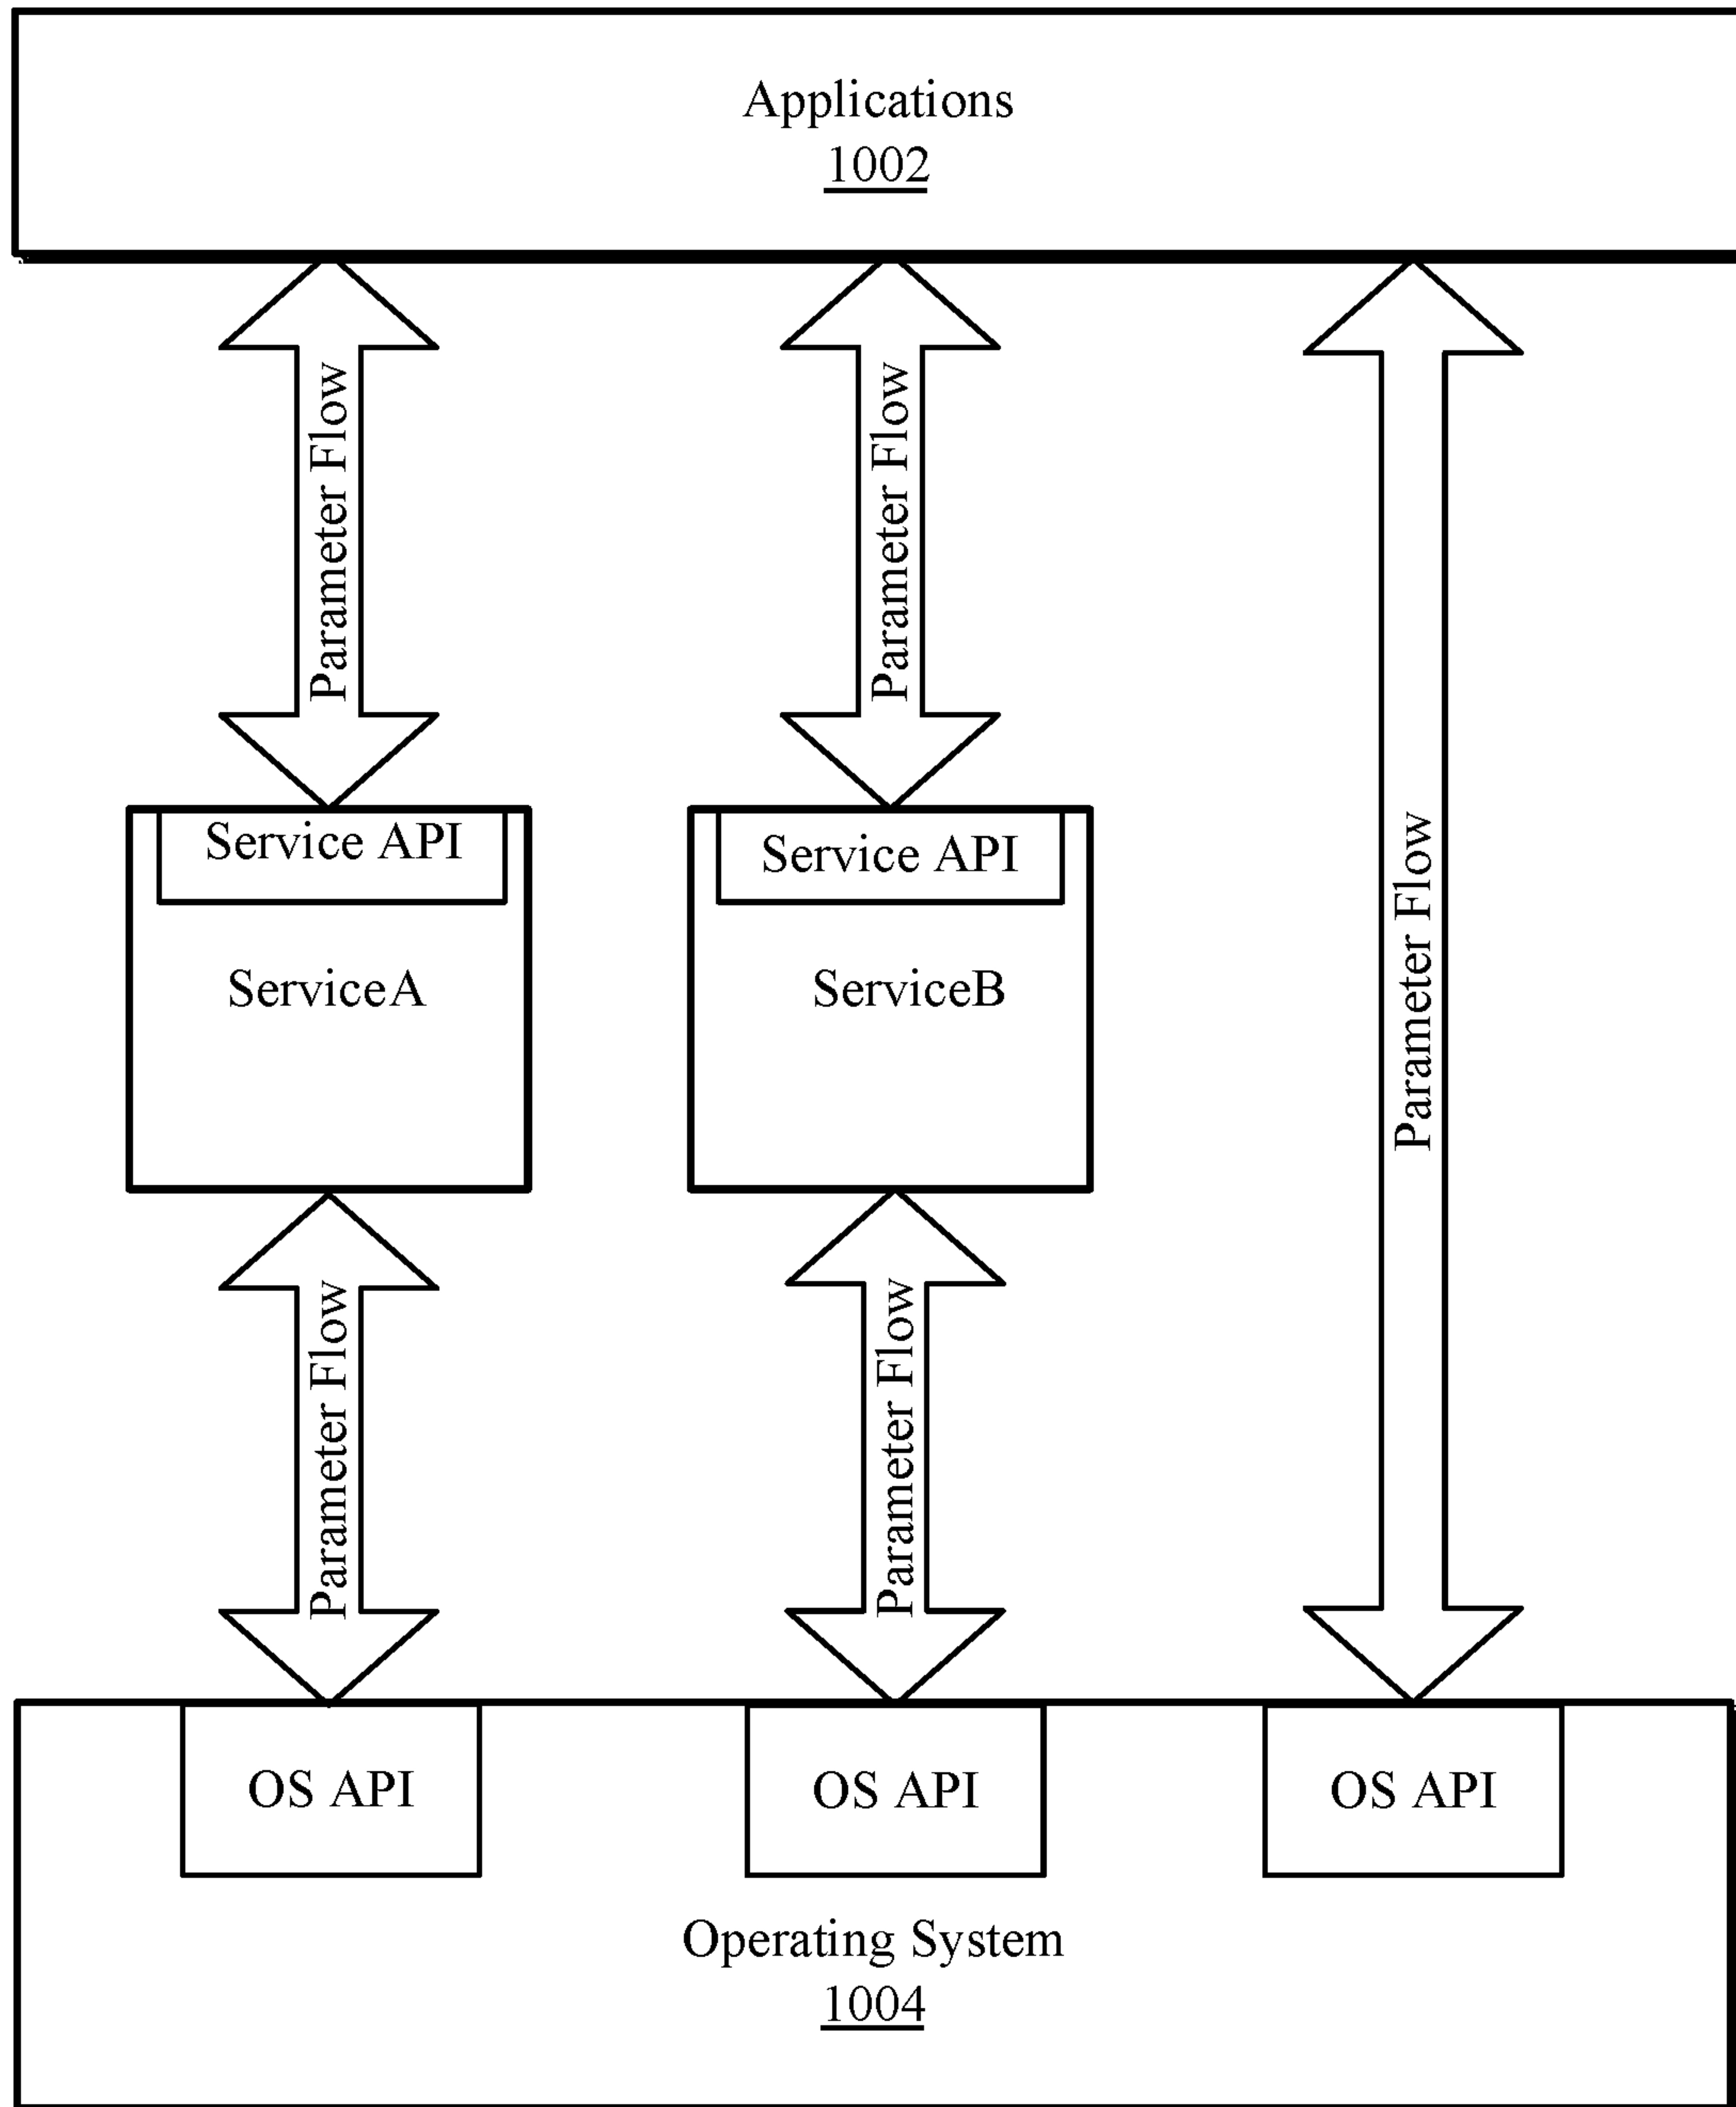 Applications
1002
Parameter Flow
Parameter Flow
Parameter Flow
Service API
ServiceA
Service API
ServiceB
Parameter Flow
Parameter Flow
OS API
OS API
OS API
Operating System
1004